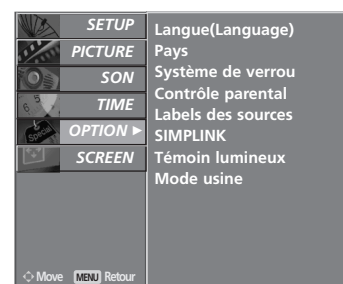 SETUP
PICTURE
SON
TIME
OPTION
SCREEN
Move MENU Retour
Langue(Language)
Pays
Système de verrou
Contrôle parental
Labels des sources
SIMPLINK
Témoin lumineux
Mode usine
Special